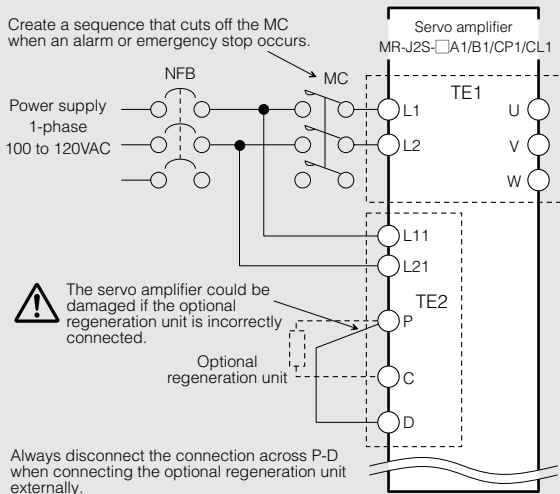 Create a sequence that cuts off the MC
when an alarm or emergency stop occurs.
Servo amplifier
MR-J2S-□A1/B1/CP1/CL1
NFB
MC
TE1
Power supply
1-phase
100 to 120VAC
L1
U
L2
V
W
L11
L21
TE2
The servo amplifier could be
damaged if the optional
regeneration unit is incorrectly
connected.
P
Optional
regeneration unit
C
D
Always disconnect the connection across P-D
when connecting the optional regeneration unit
externally.